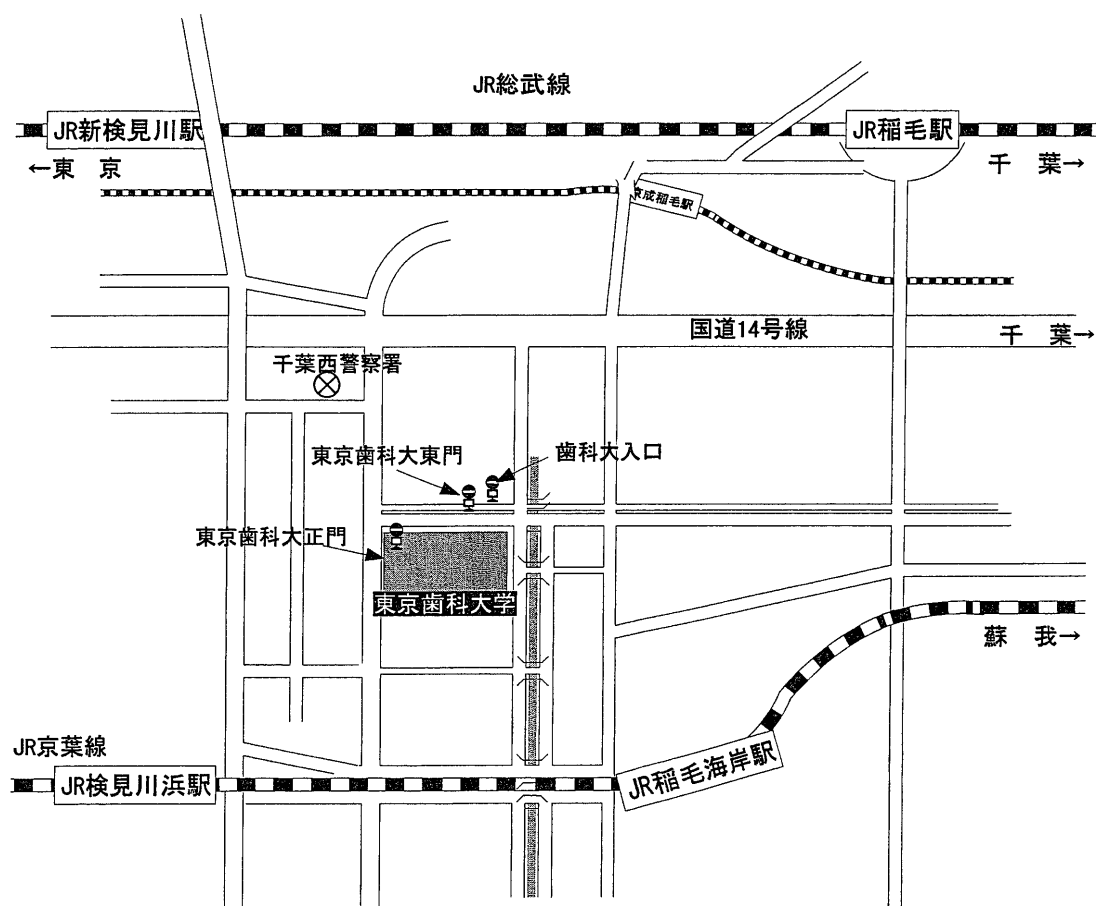 JR総武線
JR新検見川駅
JR稲毛駅
←東 京
千 葉→
京成稲毛駅
国道14号線
千 葉→
千葉西警察署
東京歯科大東門
歯科大入口
東京歯科大正門
東京歯科大学
蘇 我→
JR京葉線
JR検見川浜駅
JR稲毛海岸駅